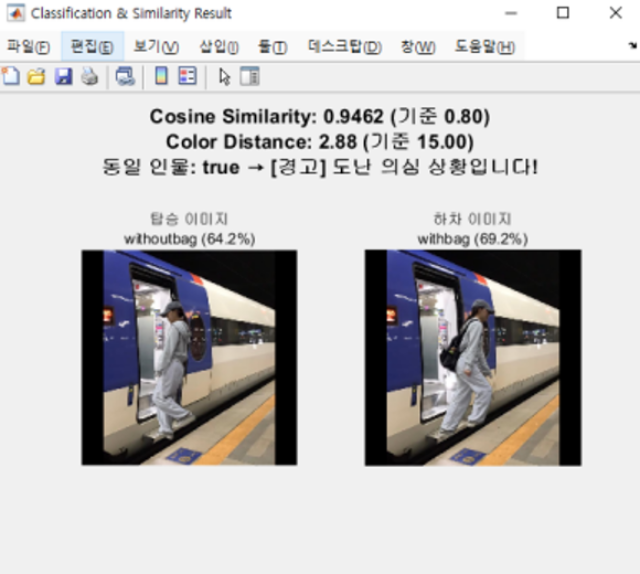 Classification & Similarity Result
파일(F) 편집(E) 보기(V) 삽입(I) 툴(T) 데스크탑(D) 창(W) 도움말(H)
Cosine Similarity: 0.9462 (기준 0.80)
Color Distance: 2.88 (기준 15.00)
동일 인물: true → [경고] 도난 의심 상황입니다!
탑승 이미지
withoutbag (64.2%)
하차 이미지
withbag (69.2%)